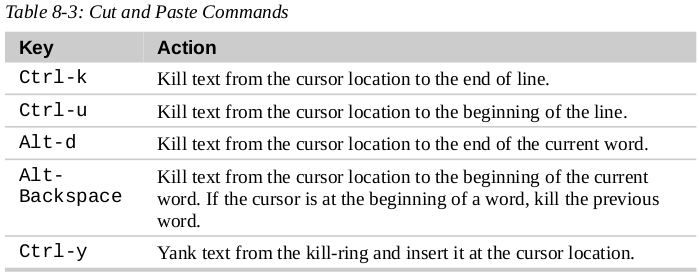 Table 8-3: Cut and Paste Commands
Key Action
Ctrl-k Kill text from the cursor location to the end of line.
Ctrl-u Kill text from the cursor location to the beginning of the line.
Alt-d Kill text from the cursor location to the end of the current word.
Alt- Kill text from the cursor location to the beginning of the current
Backspace word. If the cursor is at the beginning of a word, kill the previous
word.
Ctrl-y Yank text from the kill-ring and insert it at the cursor location.